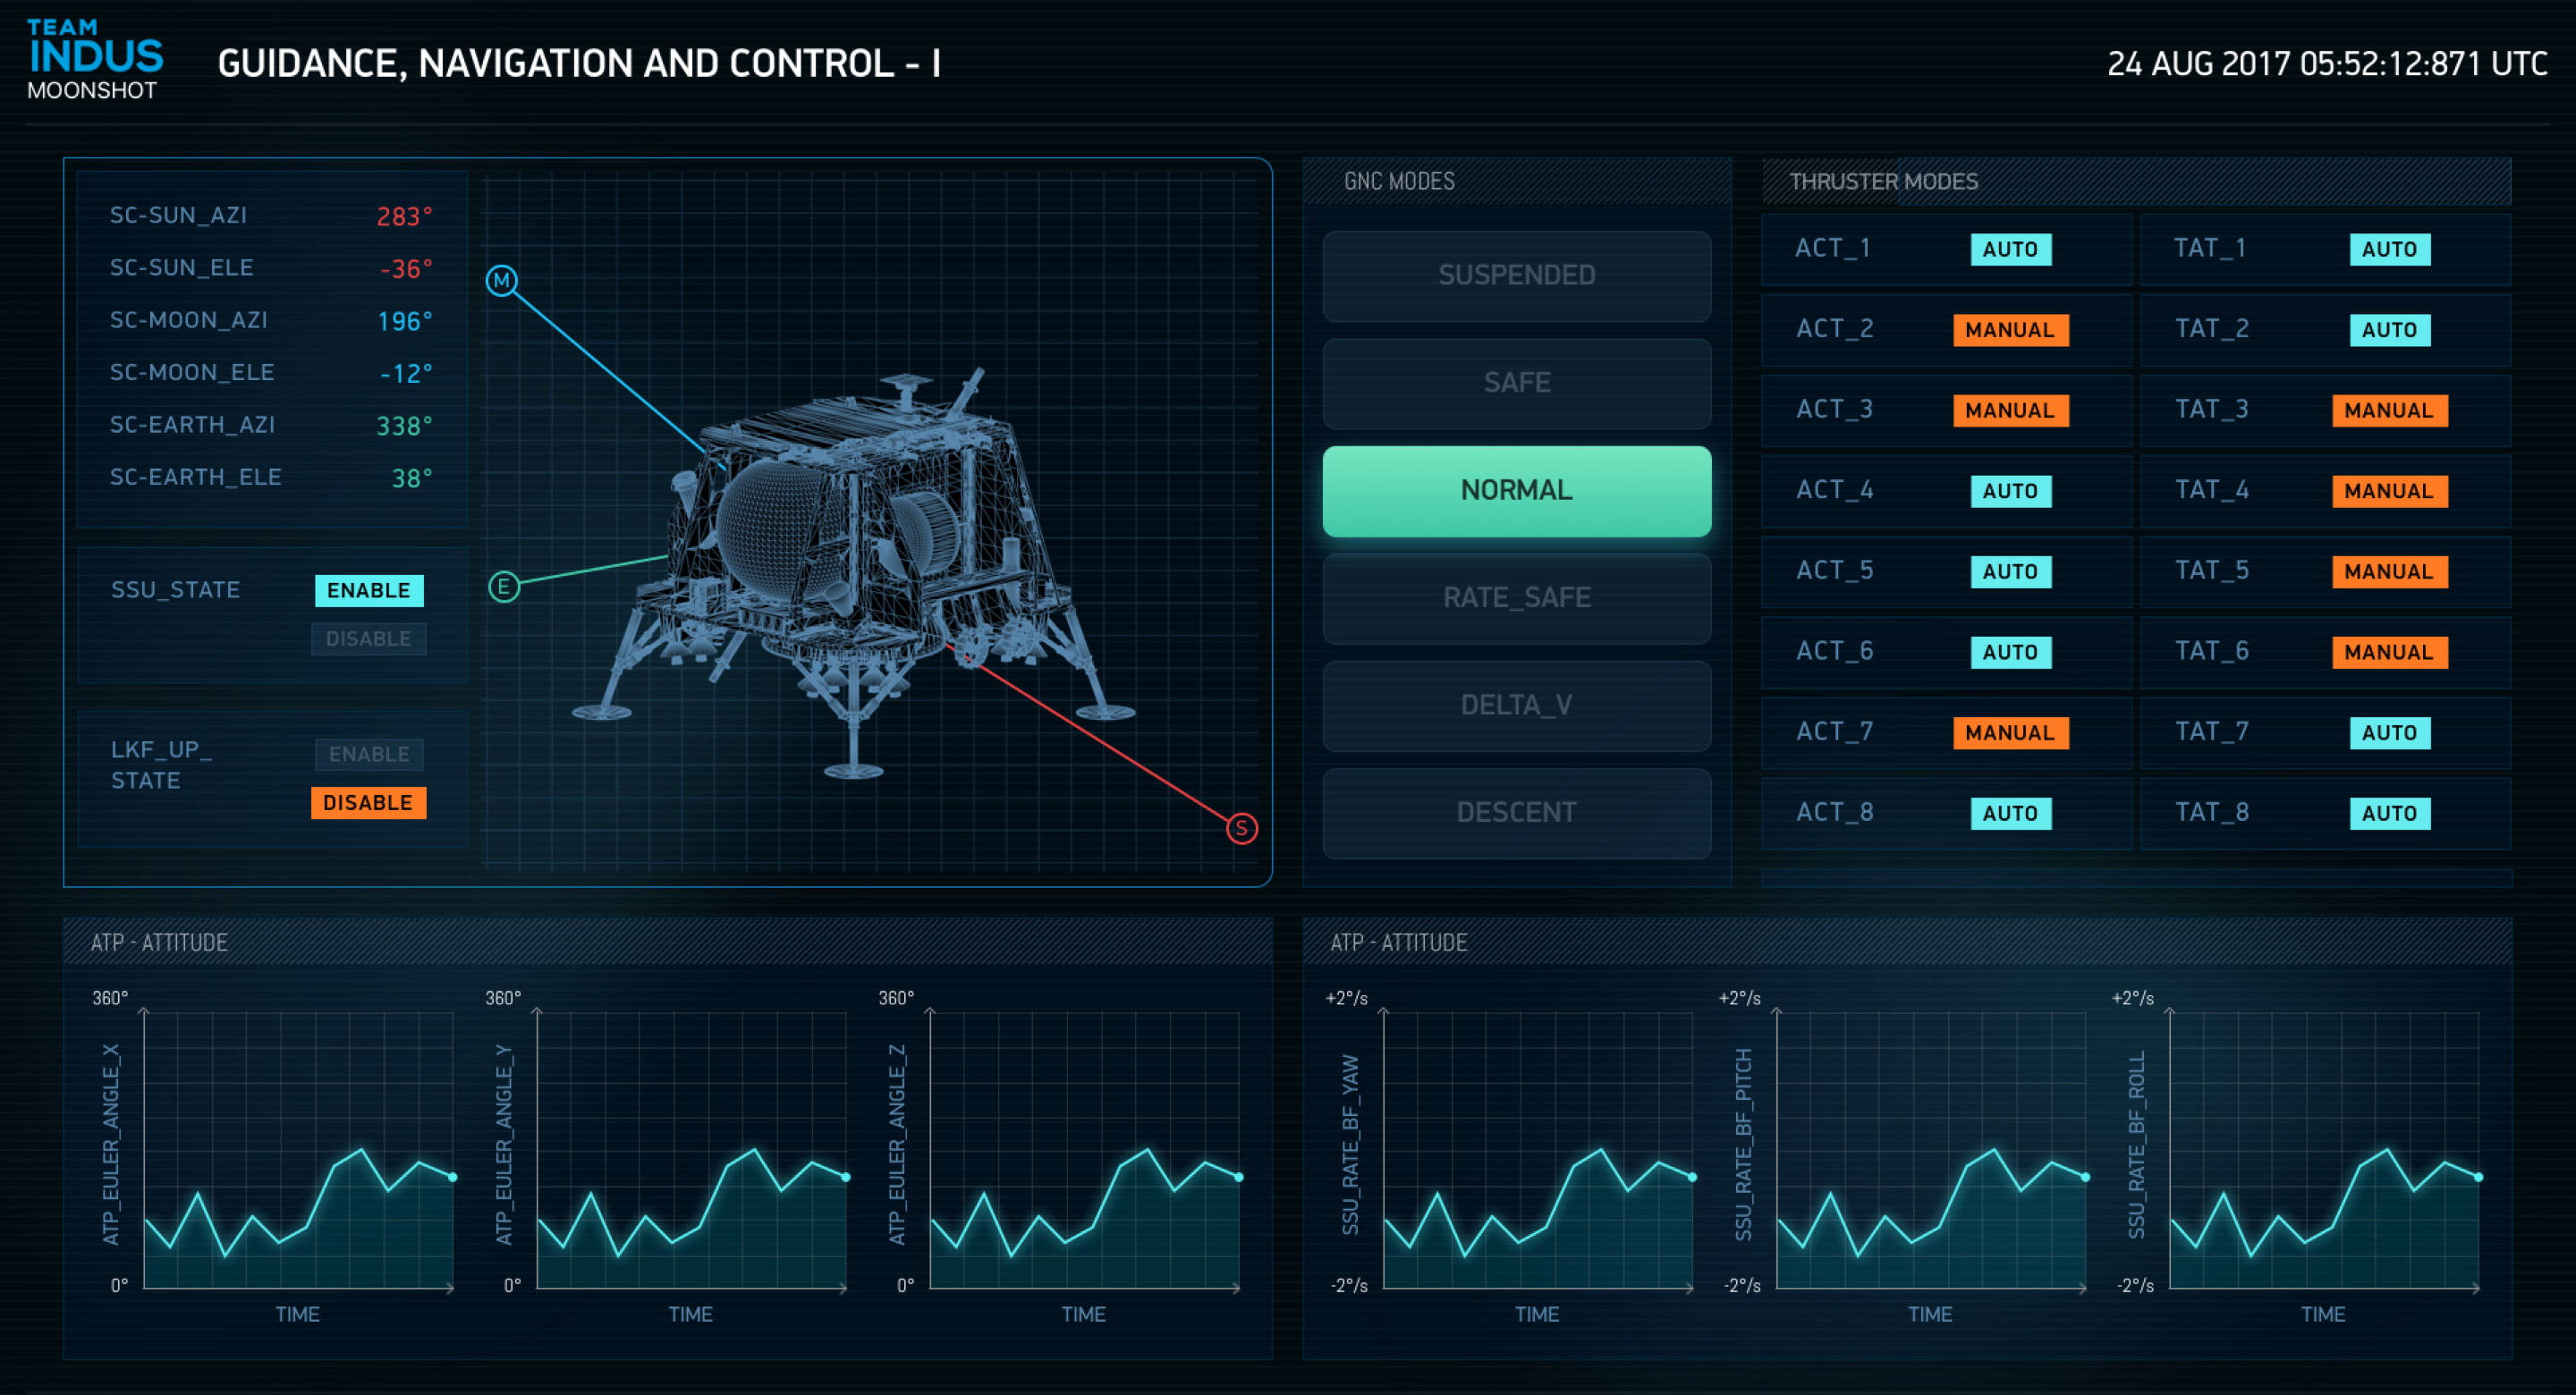 TEAM
INDUS
MOONSHOT
GUIDANCE, NAVIGATION AND CONTROL - I
24 AUG 2017 05:52:12:871 UTC
SC-SUN_AZI 283°
SC-SUN_ELE -36°
SC-MOON_AZI 196°
SC-MOON_ELE -12°
SC-EARTH_AZI 338°
SC-EARTH_ELE 38°
SSU_STATE ENABLE
DISABLE
LKF_UP_
STATE
ENABLE
DISABLE
M
E
S
GNC MODES
SUSPENDED
SAFE
NORMAL
RATE_SAFE
DELTA_V
DESCENT
THRUSTER MODES
ACT_1 AUTO TAT_1 AUTO
ACT_2 MANUAL TAT_2 AUTO
ACT_3 MANUAL TAT_3 MANUAL
ACT_4 AUTO TAT_4 MANUAL
ACT_5 AUTO TAT_5 MANUAL
ACT_6 AUTO TAT_6 MANUAL
ACT_7 MANUAL TAT_7 AUTO
ACT_8 AUTO TAT_8 AUTO
ATP - ATTITUDE
360°
ATP_EULER_ANGLE_X
0°
TIME
360°
ATP_EULER_ANGLE_Y
0°
TIME
360°
ATP_EULER_ANGLE_Z
0°
TIME
ATP - ATTITUDE
+2°/s
SSU_RATE_BF_YAW
-2°/s
TIME
+2°/s
SSU_RATE_BF_PITCH
-2°/s
TIME
+2°/s
SSU_RATE_BF_ROLL
-2°/s
TIME